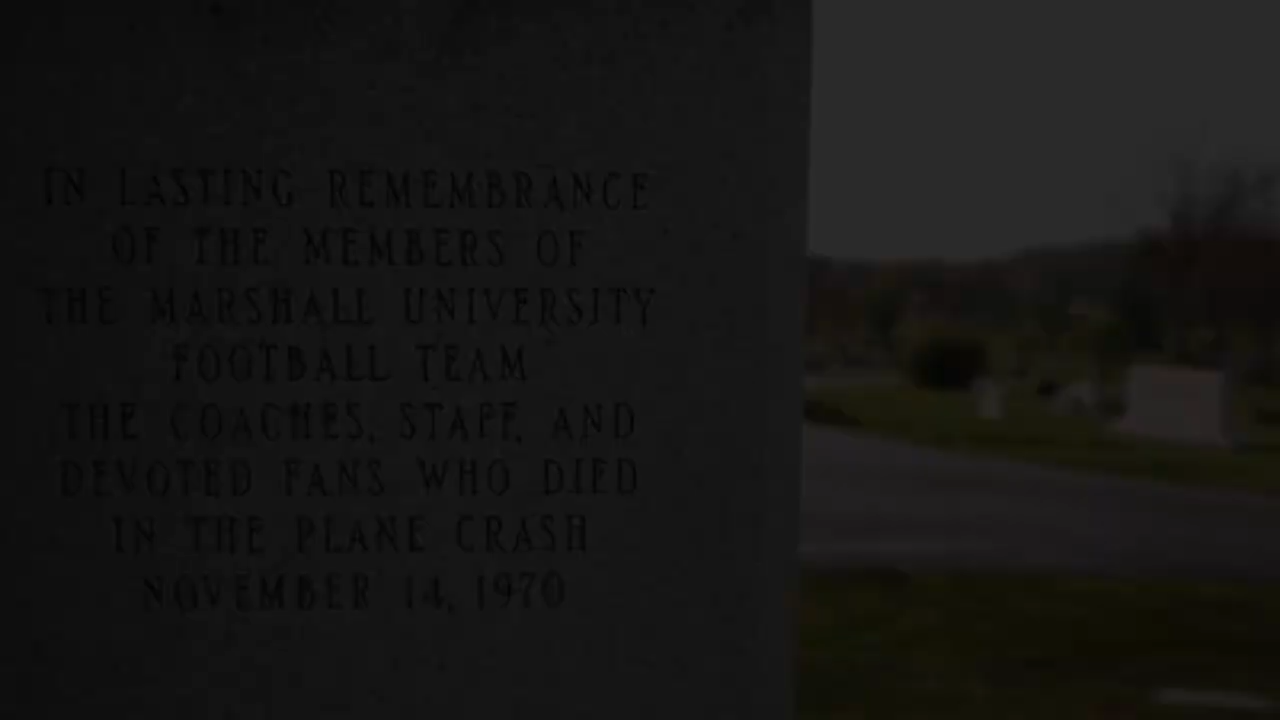 IN LASTING REMEMBRANCE
OF THE MEMBERS OF
THE MARSHALL UNIVERSITY
FOOTBALL TEAM
THE COACHES, STAFF, AND
DEVOTED FANS WHO DIED
IN THE PLANE CRASH
NOVEMBER 14, 1970